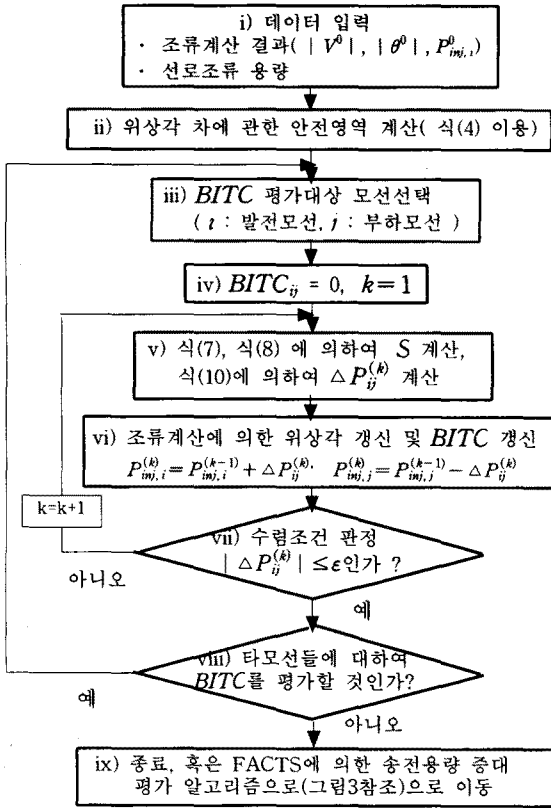 i) 데이터 입력
· 조류계산 결과( | V⁰ |, | θ⁰ |, P⁰inj, i)
· 선로조류 용량
ii) 위상각 차에 관한 안전영역 계산( 식(4) 이용)
iii) BITC 평가대상 모선선택
( i : 발전모선, j : 부하모선 )
iv) BITCij = 0, k=1
v) 식(7), 식(8) 에 의하여 S 계산,
식(10)에 의하여 △Pij(k) 계산
vi) 조류계산에 의한 위상각 갱신 및 BITC 갱신
Pinj, i(k) = Pinj, i(k-1) + △Pij(k), Pinj, j(k) = Pinj, j(k-1) − △Pij(k)
k=k+1
vii) 수렴조건 판정
| △Pij(k) | ≤ε인가 ?
아니오
예
viii) 타모선들에 대하여
BITC를 평가할 것인가?
예
아니오
ix) 종료, 혹은 FACTS에 의한 송전용량 증대
평가 알고리즘으로(그림3참조)으로 이동